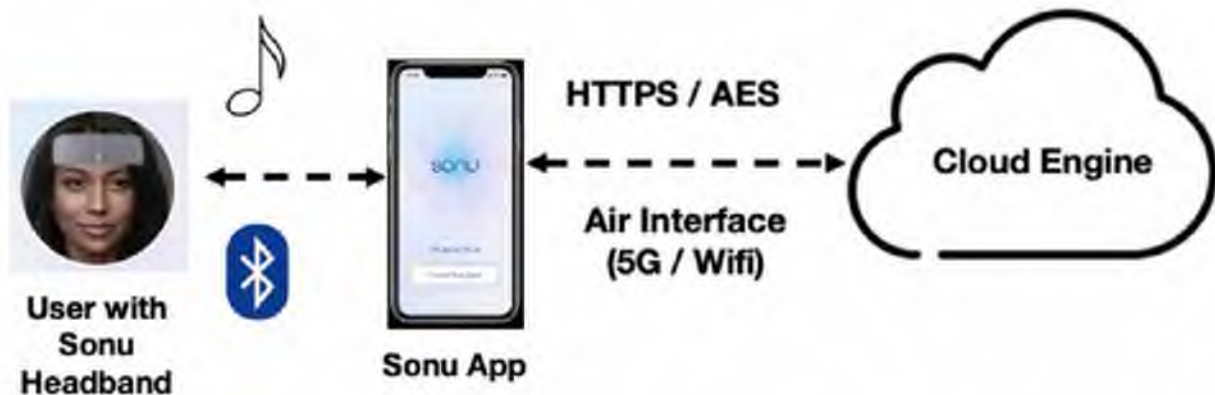 HTTPS / AES
sonu
Cloud Engine
Air Interface
(5G / Wifi)
User with
Sonu
Headband
Sonu App